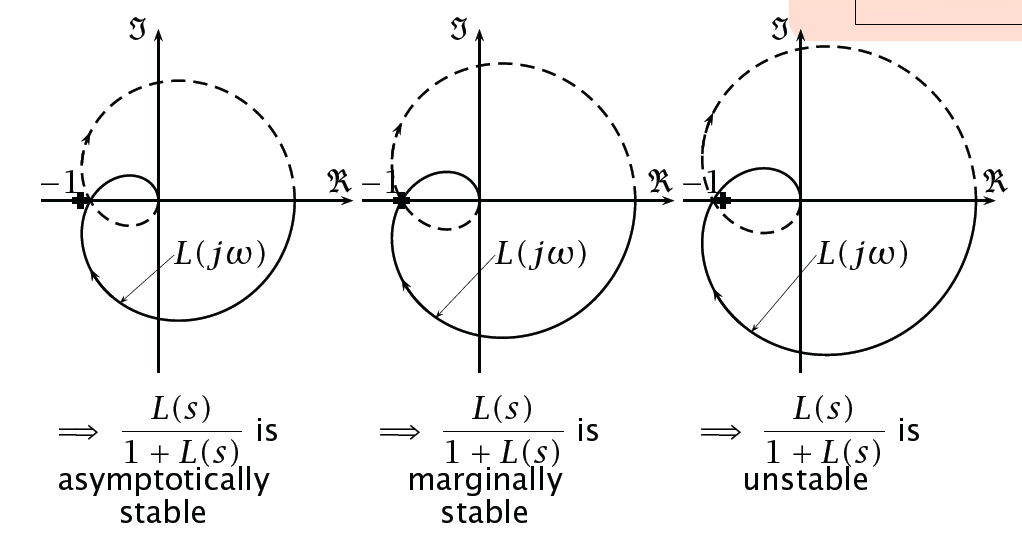 ℑ ℑ ℑ
−1 ℜ −1 ℜ −1 ℜ
L(jω) L(jω) L(jω)
⟹ L(s) / 1 + L(s) is
asymptotically
stable
⟹ L(s) / 1 + L(s) is
marginally
stable
⟹ L(s) / 1 + L(s) is
unstable